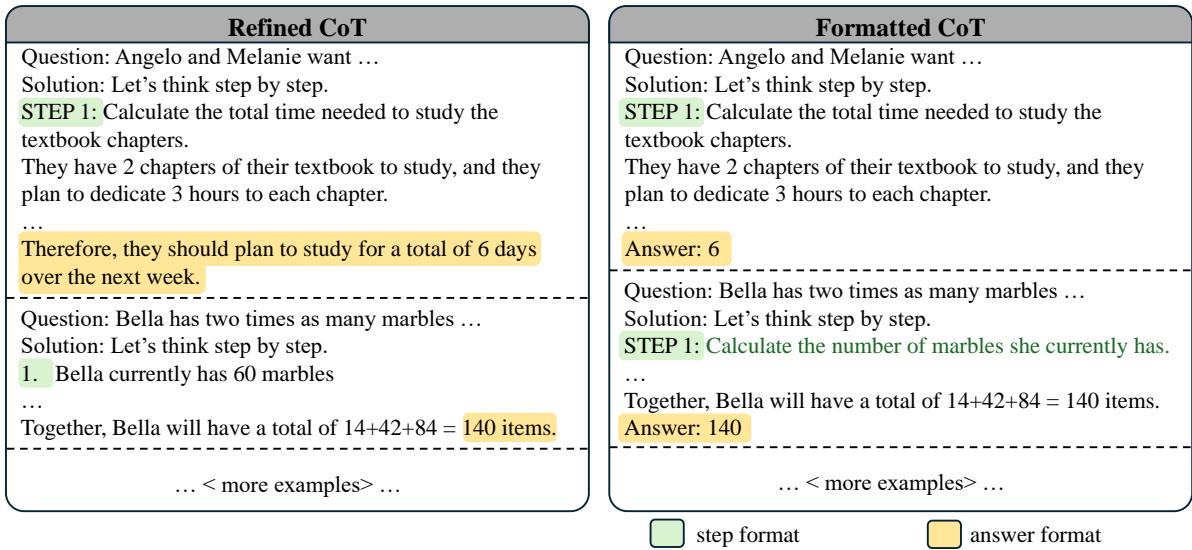 Refined CoT
Question: Angelo and Melanie want …
Solution: Let's think step by step.
STEP 1: Calculate the total time needed to study the
textbook chapters.
They have 2 chapters of their textbook to study, and they
plan to dedicate 3 hours to each chapter.
…
Therefore, they should plan to study for a total of 6 days
over the next week.
Question: Bella has two times as many marbles …
Solution: Let's think step by step.
1. Bella currently has 60 marbles
…
Together, Bella will have a total of 14+42+84 = 140 items.
… < more examples> …
Formatted CoT
Question: Angelo and Melanie want …
Solution: Let's think step by step.
STEP 1: Calculate the total time needed to study the
textbook chapters.
They have 2 chapters of their textbook to study, and they
plan to dedicate 3 hours to each chapter.
…
Answer: 6
Question: Bella has two times as many marbles …
Solution: Let's think step by step.
STEP 1: Calculate the number of marbles she currently has.
…
Together, Bella will have a total of 14+42+84 = 140 items.
Answer: 140
… < more examples> …
step format
answer format